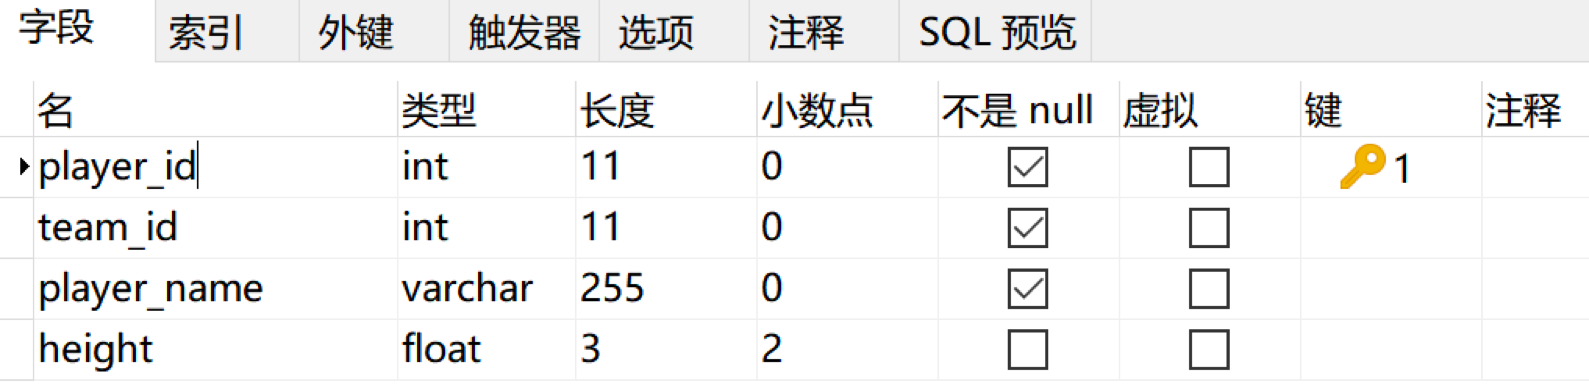 字段 索引 外键 触发器 选项 注释 SQL 预览
名 类型 长度 小数点 不是 null 虚拟 键 注释
player_id int 11 0 1
team_id int 11 0
player_name varchar 255 0
height float 3 2